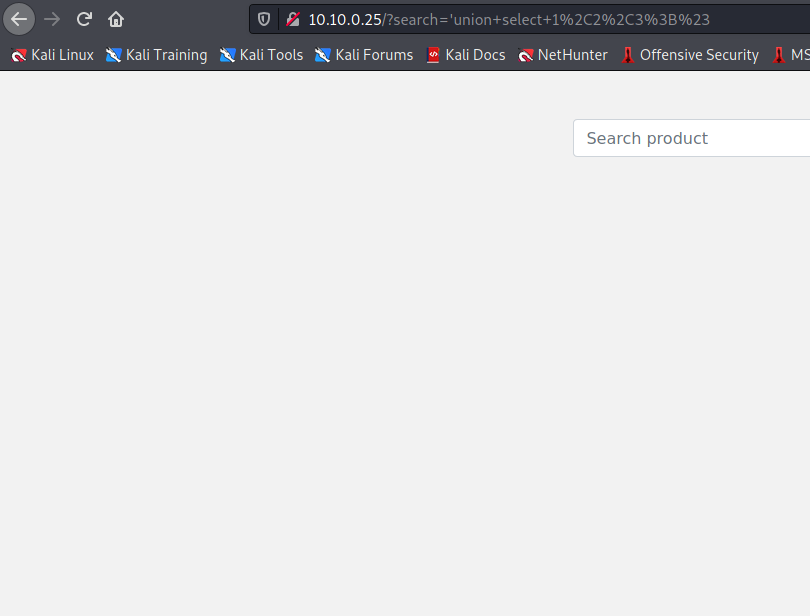 10.10.0.25/?search='union+select+1%2C2%2C3%3B%23
Kali Linux Kali Training Kali Tools Kali Forums Kali Docs NetHunter Offensive Security MS
Search product